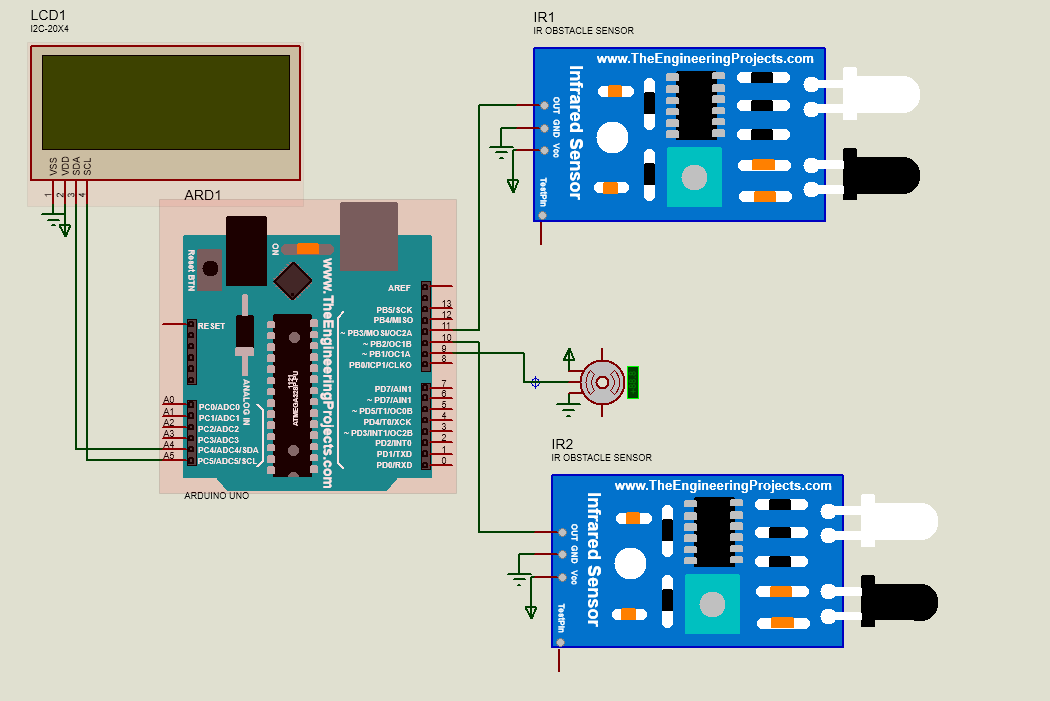 LCD1
I2C-20X4
VSS
VDD
SDA
SCL
1
2
3
4
ARD1
Reset BTN
ON
www.TheEngineeringProjects.com
RESET
ANALOG IN
ATMEGA328P-PU
1121
A0
A1
A2
A3
A4
A5
PC0/ADC0
PC1/ADC1
PC2/ADC2
PC3/ADC3
PC4/ADC4/SDA
PC5/ADC5/SCL
AREF
PB5/SCK
PB4/MISO
~ PB3/MOSI/OC2A
~ PB2/OC1B
~ PB1/OC1A
PB0/ICP1/CLKO
13
12
11
10
9
8
PD7/AIN1
~ PD7/AIN1
~ PD5/T1/OC0B
PD4/T0/XCK
~ PD3/INT1/OC2B
PD2/INT0
PD1/TXD
PD0/RXD
7
6
5
4
3
2
1
0
ARDUINO UNO
IR1
IR OBSTACLE SENSOR
www.TheEngineeringProjects.com
Infrared Sensor
OUT
GND
Vcc
TestPin
IR2
IR OBSTACLE SENSOR
www.TheEngineeringProjects.com
Infrared Sensor
OUT
GND
Vcc
TestPin